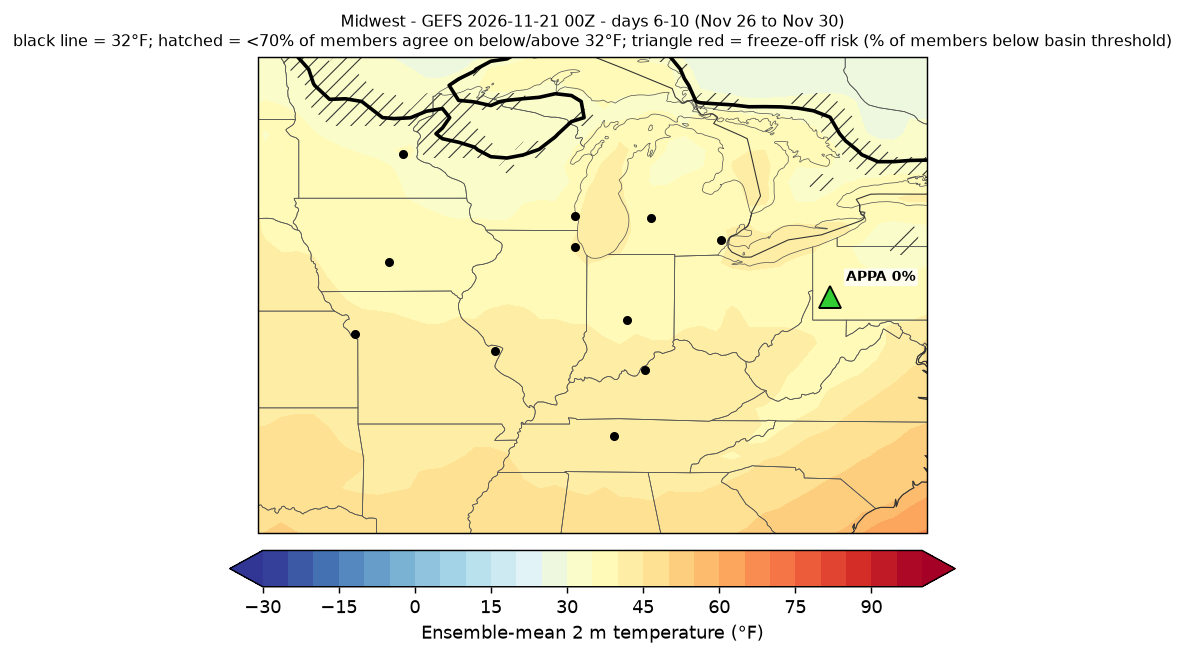 Midwest - GEFS 2026-11-21 00Z - days 6-10 (Nov 26 to Nov 30)
black line = 32°F; hatched = <70% of members agree on below/above 32°F; triangle red = freeze-off risk (% of members below basin threshold)
APPA 0%
−30 −15 0 15 30 45 60 75 90
Ensemble-mean 2 m temperature (°F)